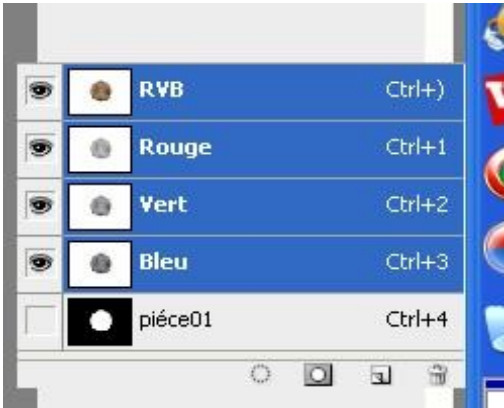 RVB Ctrl+)
Rouge Ctrl+1
Vert Ctrl+2
Bleu Ctrl+3
piéce01 Ctrl+4